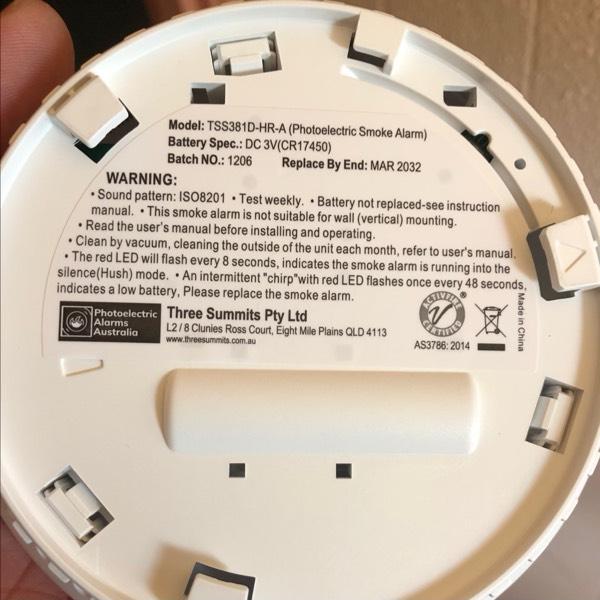 Model: TSS381D-HR-A (Photoelectric Smoke Alarm)
Battery Spec.: DC 3V(CR17450)
Batch NO.: 1206 Replace By End: MAR 2032
WARNING:
• Sound pattern: ISO8201 • Test weekly. • Battery not replaced-see instruction
manual. • This smoke alarm is not suitable for wall (vertical) mounting.
• Read the user's manual before installing and operating.
• Clean by vacuum, cleaning the outside of the unit each month, refer to user's manual.
• The red LED will flash every 8 seconds, indicates the smoke alarm is running into the
silence(Hush) mode. • An intermittent "chirp"with red LED flashes once every 48 seconds,
indicates a low battery, Please replace the smoke alarm.
Photoelectric
Alarms
Australia
Three Summits Pty Ltd
L2 / 8 Clunies Ross Court, Eight Mile Plains QLD 4113
www.threesummits.com.au
ACTIVFIRE
CERTIFIED
®
AS3786: 2014
Made in China